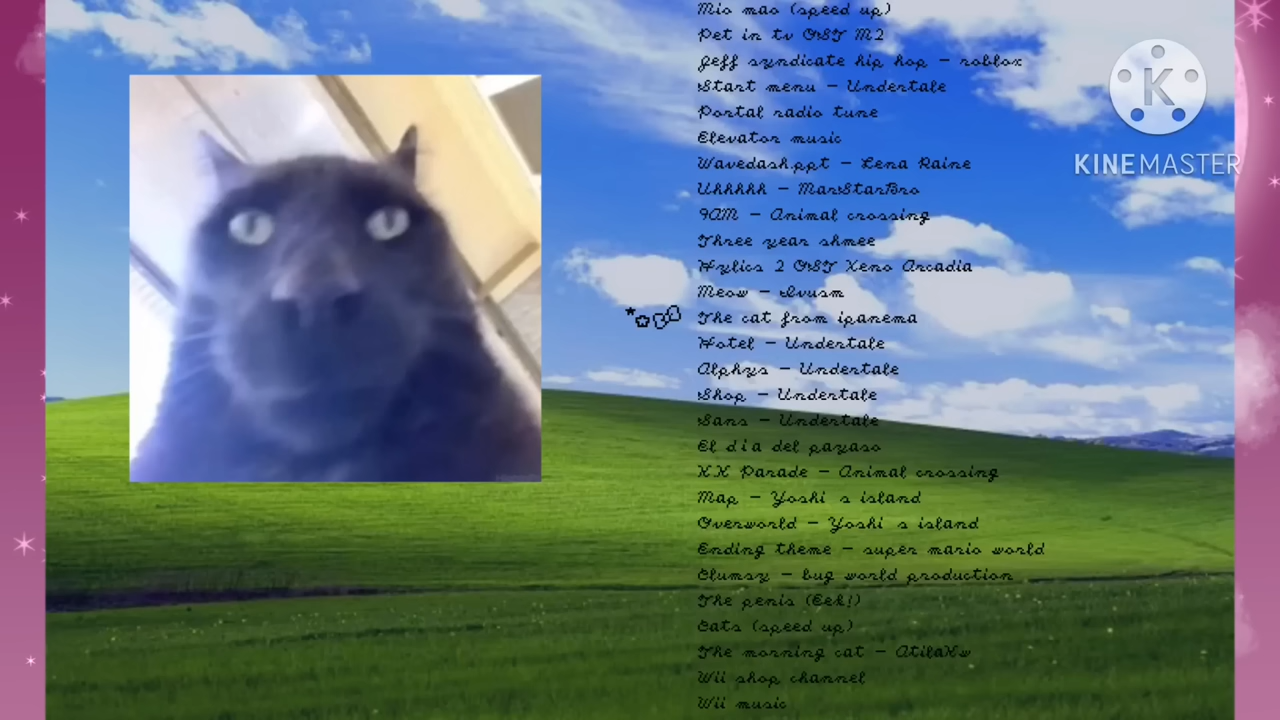 Mio mao (speed up)
Pet in tv OST M2
Jeff syndicate hip hop - roblox
Start menu - Undertale
Portal radio tune
Elevator music
Wavedash.ppt - Lena Raine
Uhhhhh - MarStarBro
9AM - Animal crossing
Three year shmee
Hylics 2 OST Xeno Arcadia
Meow - Ivusm
The cat from ipanema
Hotel - Undertale
Alphys - Undertale
Shop - Undertale
Sans - Undertale
El día del payaso
KK Parade - Animal crossing
Map - Yoshi s island
Overworld - Yoshi s island
Ending theme - super mario world
Clumsy - bug world production
The penis (Eek!)
Cats (speed up)
The morning cat - AtilaKw
Wii shop channel
Wii music
K
KINEMASTER